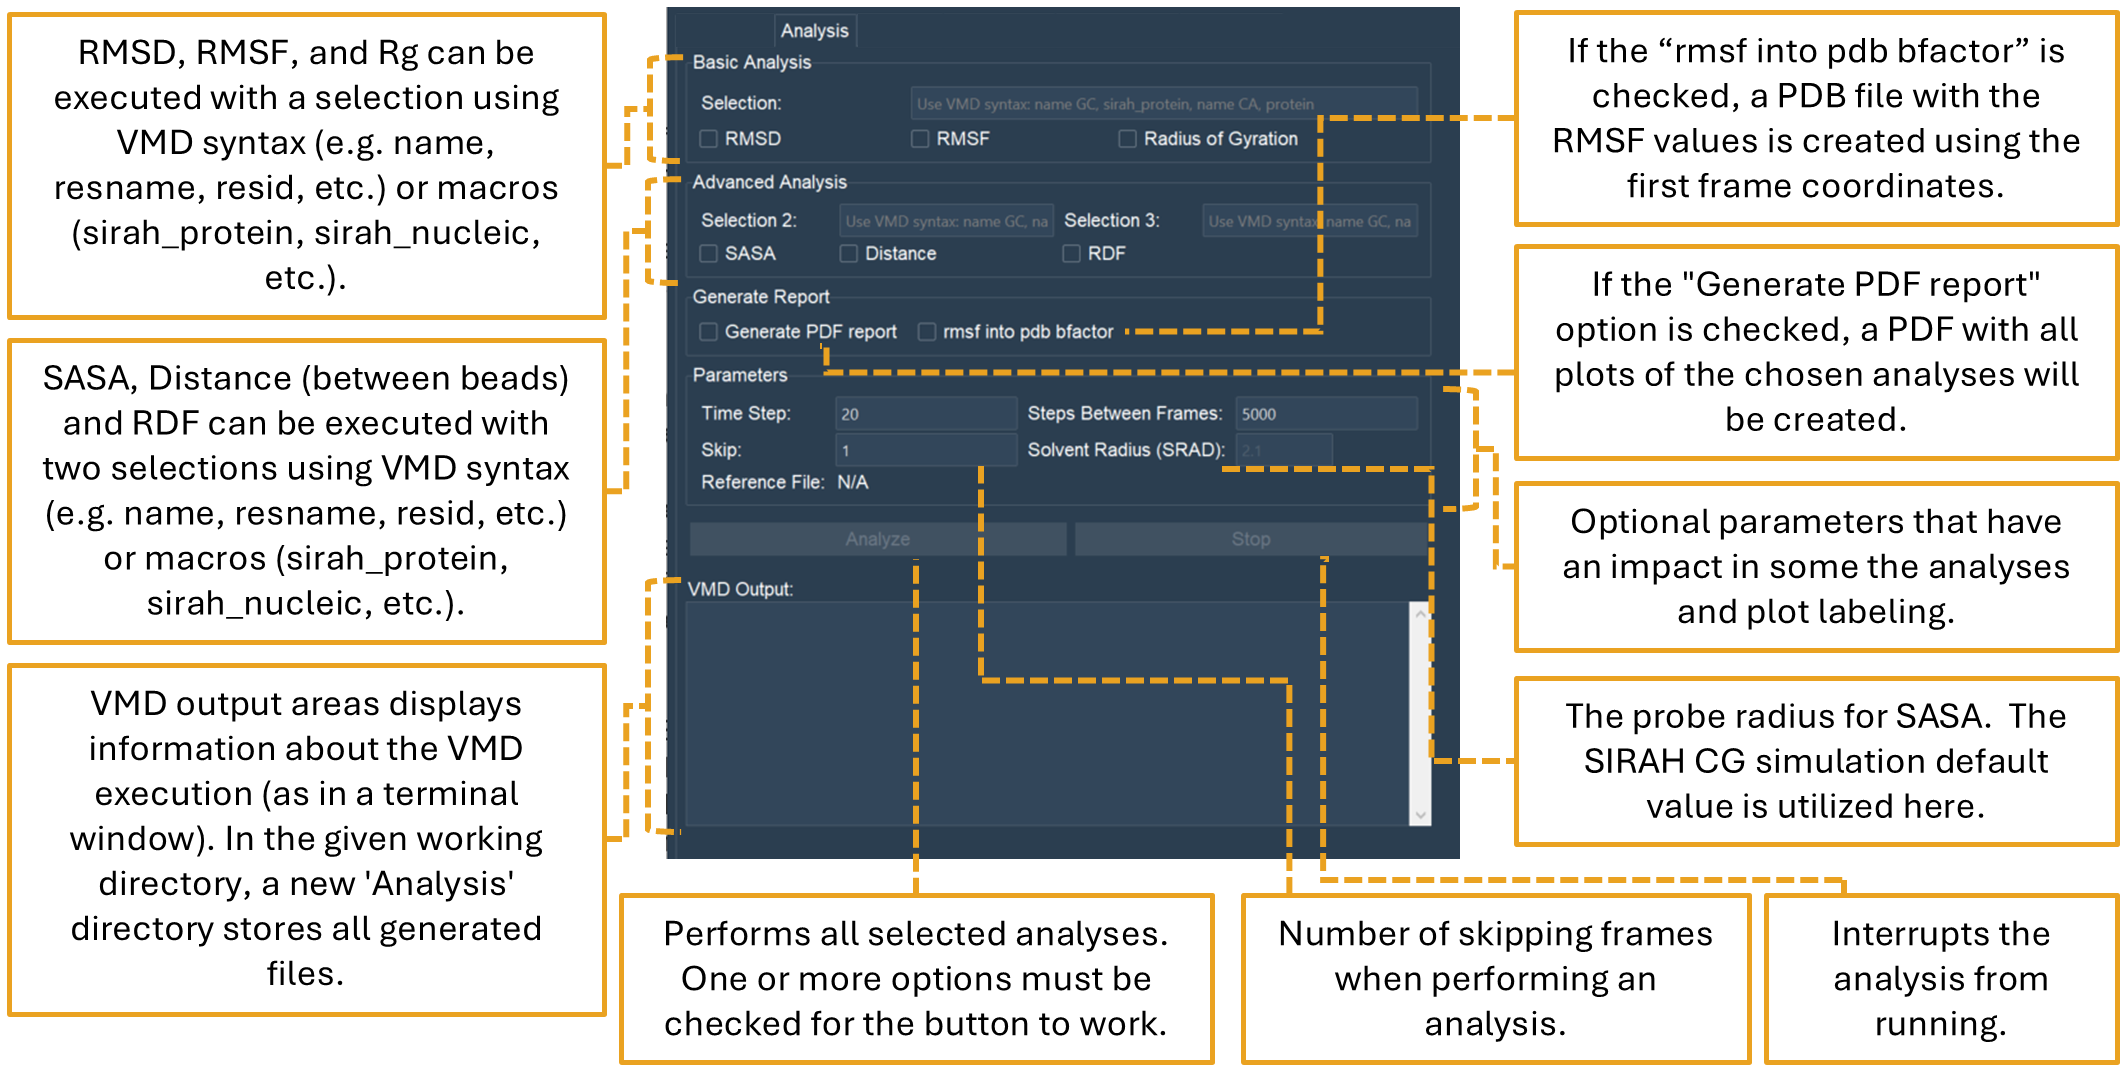 RMSD, RMSF, and Rg can be
executed with a selection using
VMD syntax (e.g. name,
resname, resid, etc.) or macros
(sirah_protein, sirah_nucleic,
etc.).
SASA, Distance (between beads)
and RDF can be executed with
two selections using VMD syntax
(e.g. name, resname, resid, etc.)
or macros (sirah_protein,
sirah_nucleic, etc.).
VMD output areas displays
information about the VMD
execution (as in a terminal
window). In the given working
directory, a new 'Analysis'
directory stores all generated
files.
Analysis
Basic Analysis
Selection: Use VMD syntax: name GC, sirah_protein, name CA, protein
RMSD RMSF Radius of Gyration
Advanced Analysis
Selection 2: Use VMD syntax: name GC, na Selection 3: Use VMD syntax: name GC, na
SASA Distance RDF
Generate Report
Generate PDF report rmsf into pdb bfactor
Parameters
Time Step: 20 Steps Between Frames: 5000
Skip: 1 Solvent Radius (SRAD): 2.1
Reference File: N/A
Analyze Stop
VMD Output:
If the “rmsf into pdb bfactor” is
checked, a PDB file with the
RMSF values is created using the
first frame coordinates.
If the "Generate PDF report"
option is checked, a PDF with all
plots of the chosen analyses will
be created.
Optional parameters that have
an impact in some the analyses
and plot labeling.
The probe radius for SASA.  The
SIRAH CG simulation default
value is utilized here.
Performs all selected analyses.
One or more options must be
checked for the button to work.
Number of skipping frames
when performing an
analysis.
Interrupts the
analysis from
running.